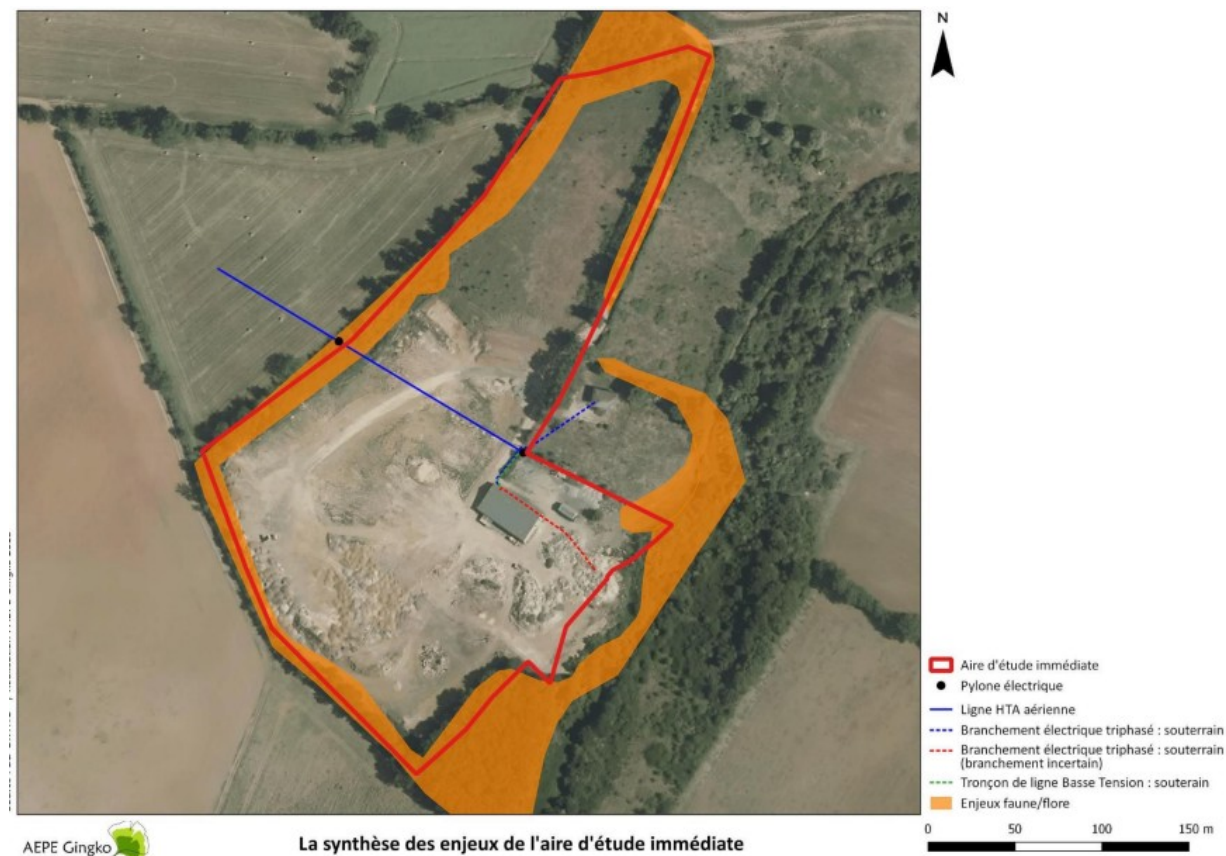 N
Aire d'étude immédiate
Pylone électrique
Ligne HTA aérienne
Branchement électrique triphasé : souterrain
Branchement électrique triphasé : souterrain
(branchement incertain)
Tronçon de ligne Basse Tension : souterain
Enjeux faune/flore
0 50 100 150 m
AEPE Gingko
La synthèse des enjeux de l'aire d'étude immédiate